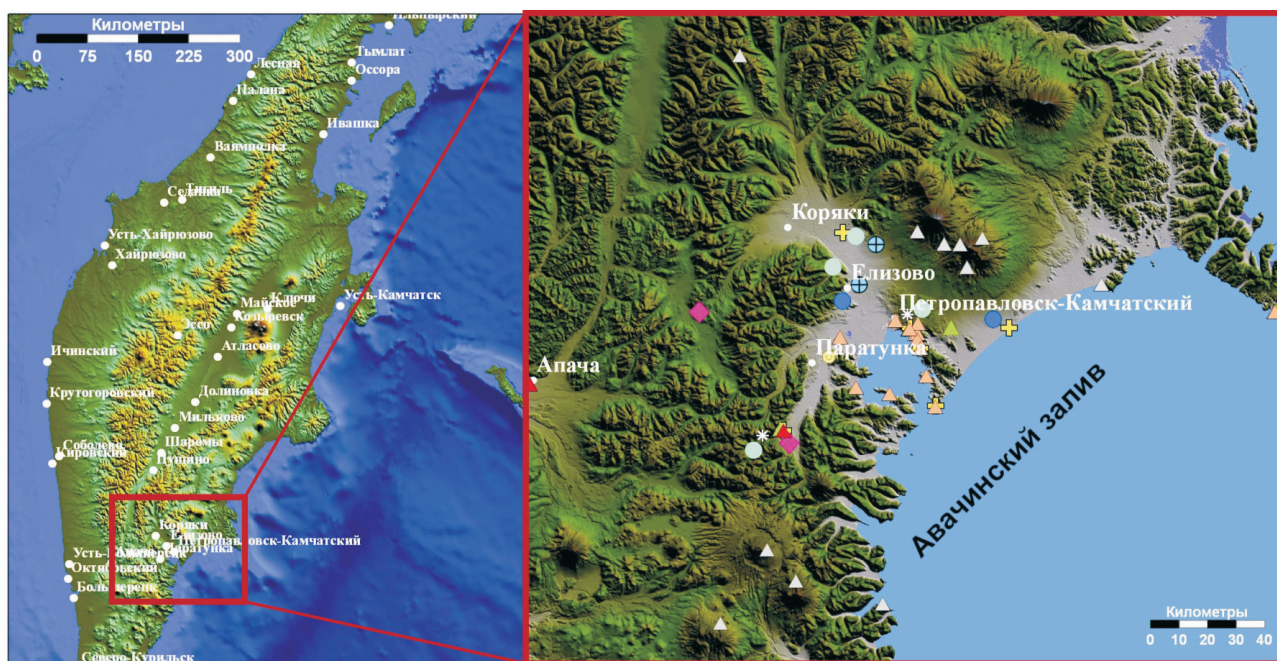 Километры
0 75 150 225 300
Ильпырский
Тымлат
Оссора
Лесная
Палана
Ивашка
Ваямполка
Седанка
Тигиль
Усть-Хайрюзово
Хайрюзово
Ключи
Майское
Козыревск
Усть-Камчатск
Эссо
Атласово
Ичинский
Долиновка
Крутогоровский
Мильково
Соболево
Шаромы
Кировский
Пущино
Коряки
Елизово
Петропавловск-Камчатский
Паратунка
Октябрьский
Северо-Курильск
Коряки
Елизово
Петропавловск-Камчатский
Паратунка
Апача
Авачинский залив
Километры
0 10 20 30 40